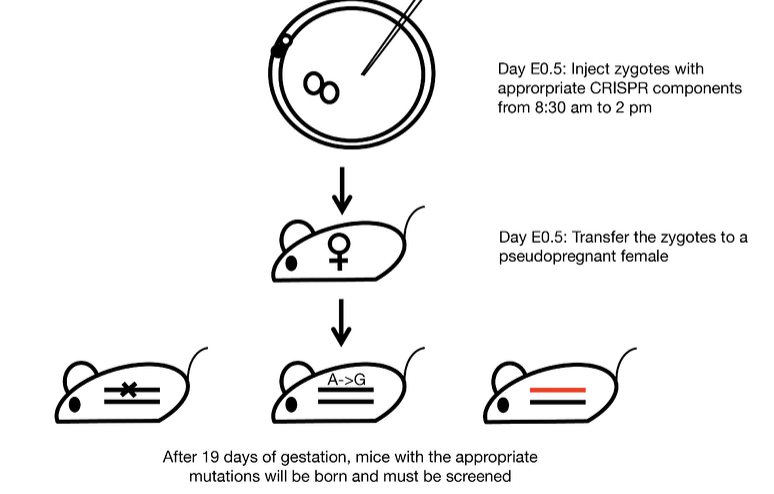 Day E0.5: Inject zygotes with
approrpriate CRISPR components
from 8:30 am to 2 pm
Day E0.5: Transfer the zygotes to a
pseudopregnant female
A->G
After 19 days of gestation, mice with the appropriate
mutations will be born and must be screened